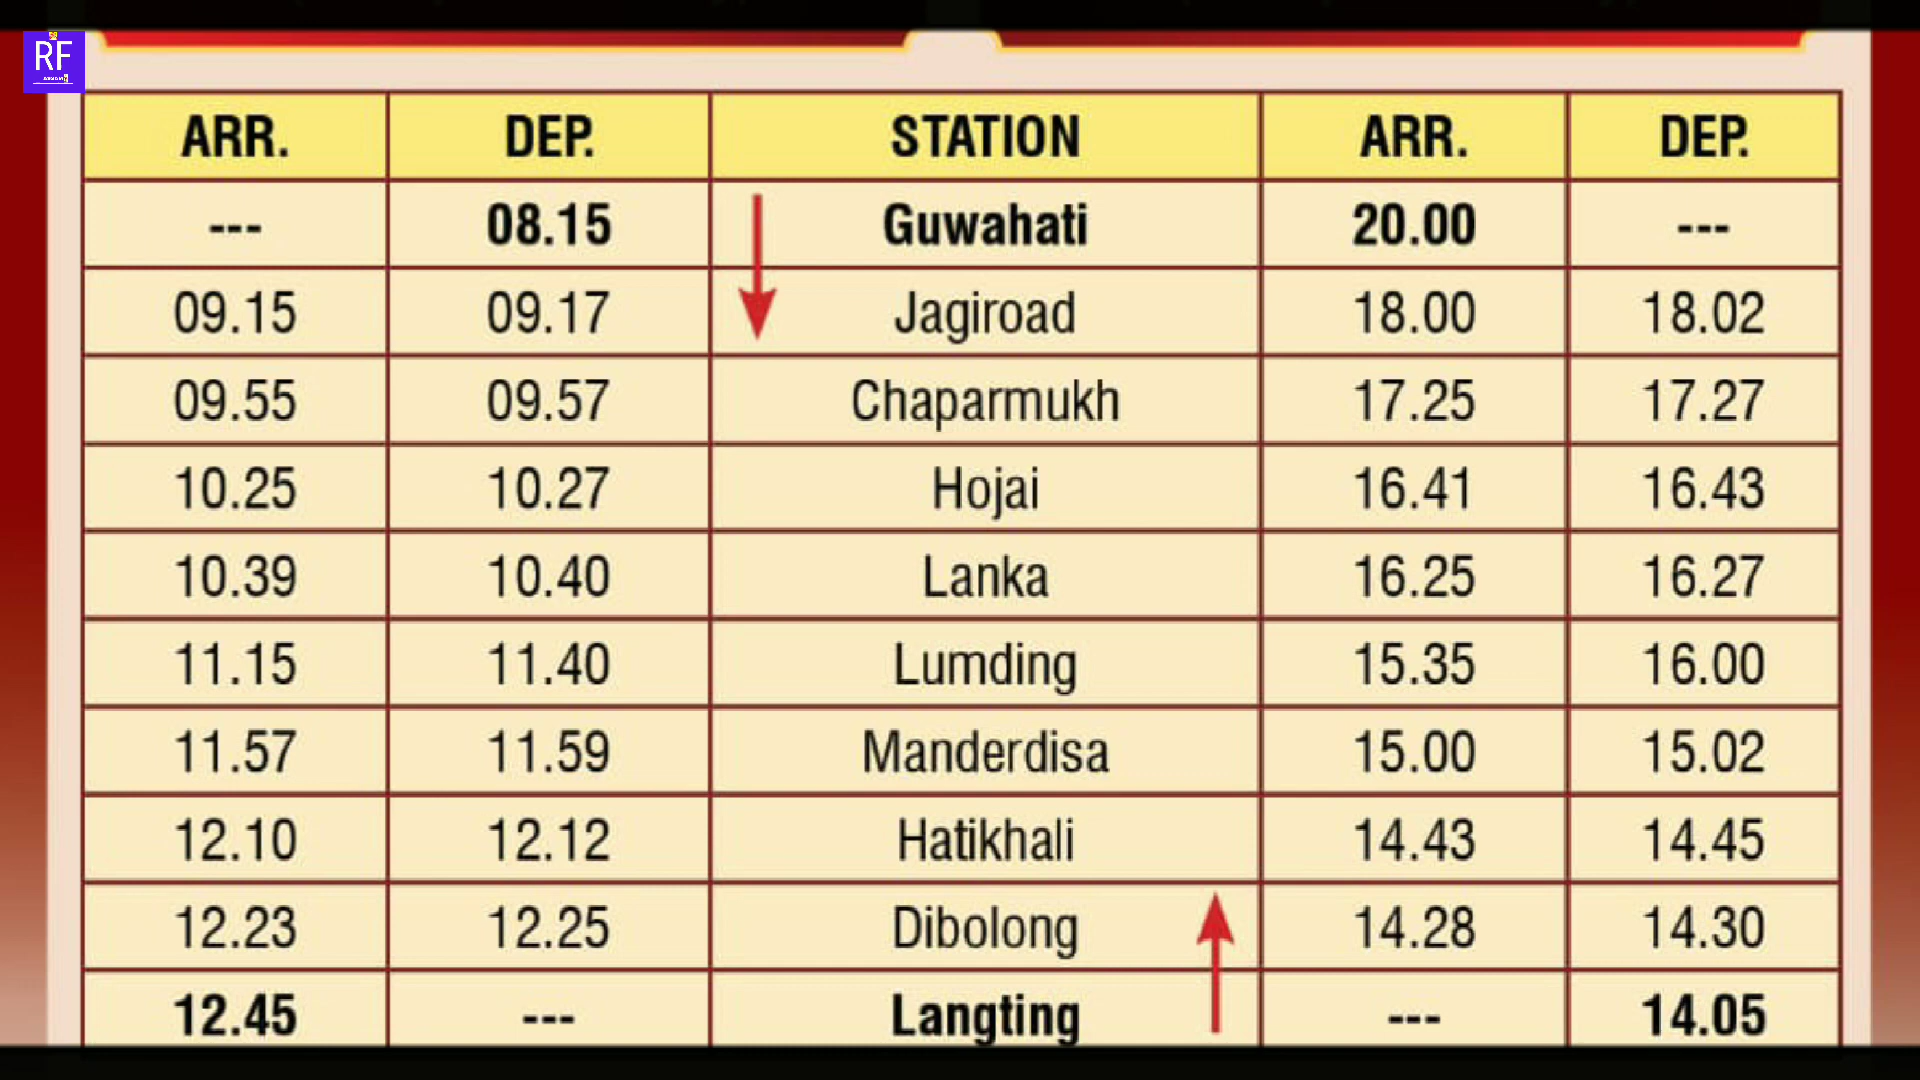 RF
ARR. DEP. STATION ARR. DEP.
--- 08.15 Guwahati 20.00 ---
09.15 09.17 Jagiroad 18.00 18.02
09.55 09.57 Chaparmukh 17.25 17.27
10.25 10.27 Hojai 16.41 16.43
10.39 10.40 Lanka 16.25 16.27
11.15 11.40 Lumding 15.35 16.00
11.57 11.59 Manderdisa 15.00 15.02
12.10 12.12 Hatikhali 14.43 14.45
12.23 12.25 Dibolong 14.28 14.30
12.45 --- Langting --- 14.05